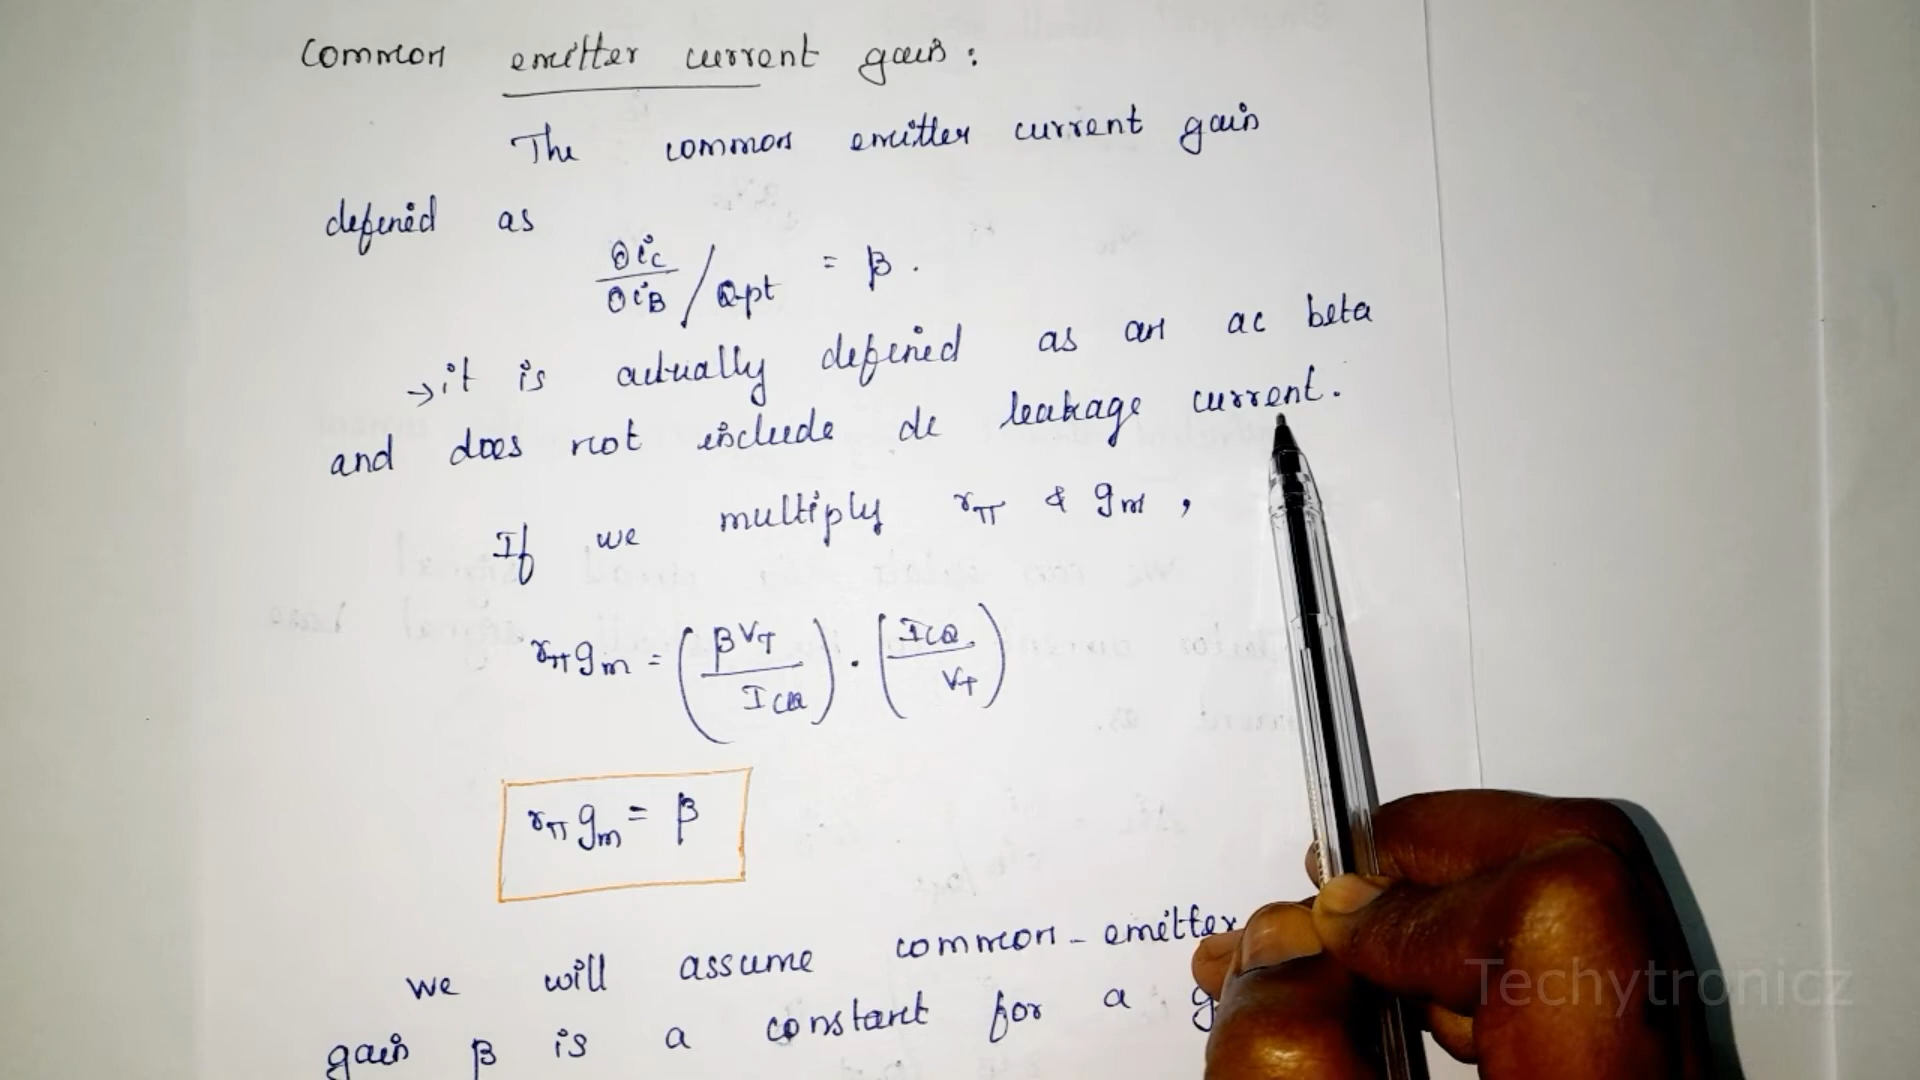 Common emitter current gain:
The common emitter current gain
defined as
∂iC/∂iB / Q-pt = β.
→ it is actually defined as an ac beta
and does not include dc leakage current.
If we multiply rπ & gm,
rπ gm = (βVT / ICQ) · (ICQ / VT)
rπ gm = β
We will assume common-emitter
gain β is a constant for a
Techytronicz